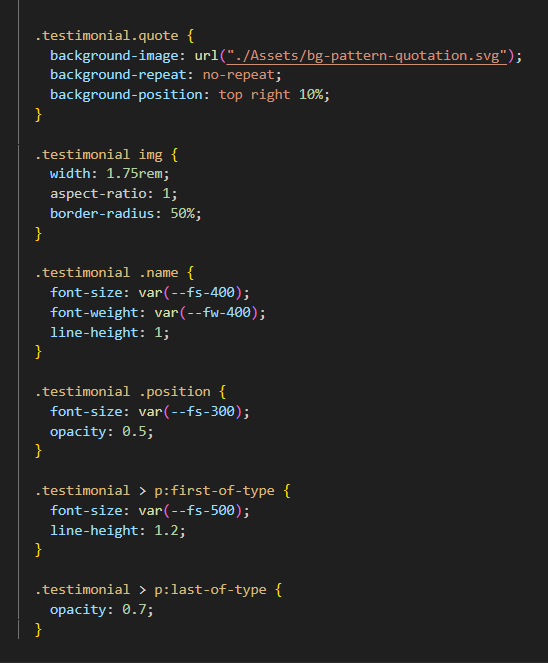 .testimonial.quote {
background-image: url("./Assets/bg-pattern-quotation.svg");
background-repeat: no-repeat;
background-position: top right 10%;
}
.testimonial img {
width: 1.75rem;
aspect-ratio: 1;
border-radius: 50%;
}
.testimonial .name {
font-size: var(--fs-400);
font-weight: var(--fw-400);
line-height: 1;
}
.testimonial .position {
font-size: var(--fs-300);
opacity: 0.5;
}
.testimonial > p:first-of-type {
font-size: var(--fs-500);
line-height: 1.2;
}
.testimonial > p:last-of-type {
opacity: 0.7;
}